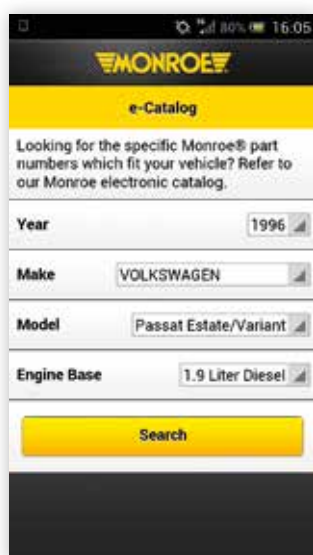 80% 16:05
MONROE
e-Catalog
Looking for the specific Monroe® part
numbers which fit your vehicle? Refer to
our Monroe electronic catalog.
Year 1996
Make VOLKSWAGEN
Model Passat Estate/Variant
Engine Base 1.9 Liter Diesel
Search